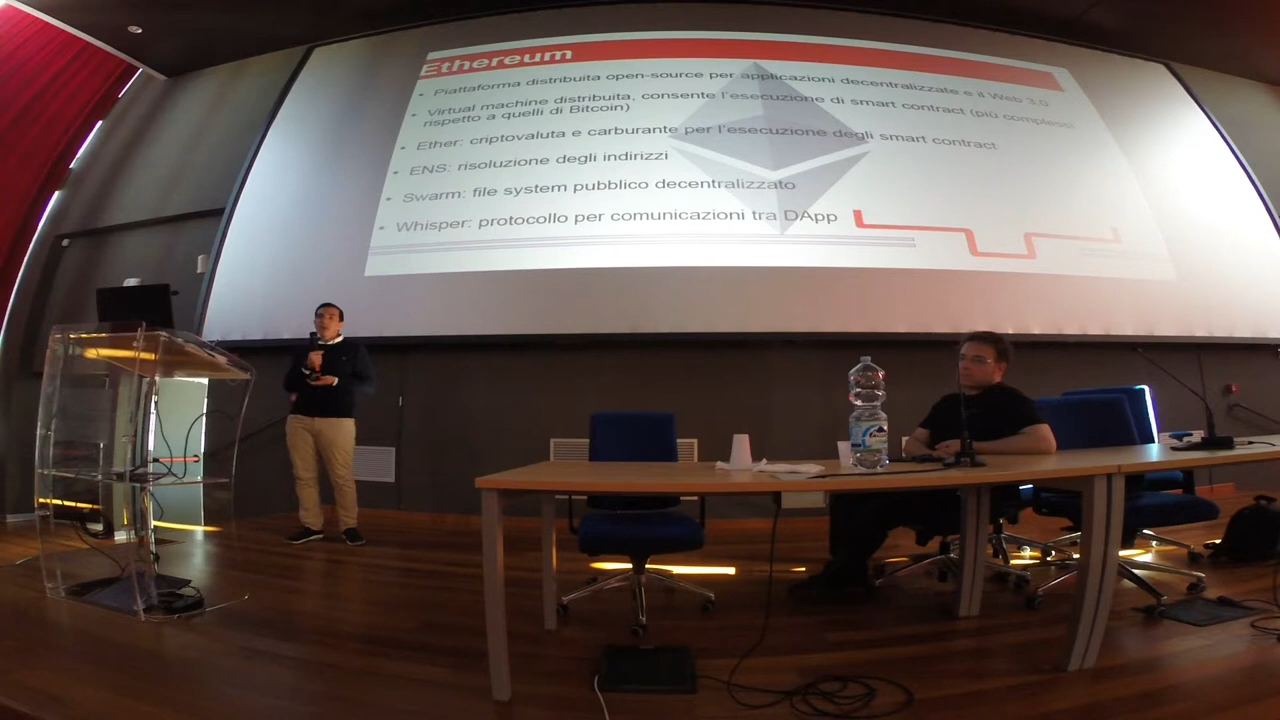 Ethereum
• Piattaforma distribuita open-source per applicazioni decentralizzate e il Web 3.0
• Virtual machine distribuita, consente l'esecuzione di smart contract (più complessi
rispetto a quelli di Bitcoin)
• Ether: criptovaluta e carburante per l'esecuzione degli smart contract
• ENS: risoluzione degli indirizzi
• Swarm: file system pubblico decentralizzato
• Whisper: protocollo per comunicazioni tra DApp